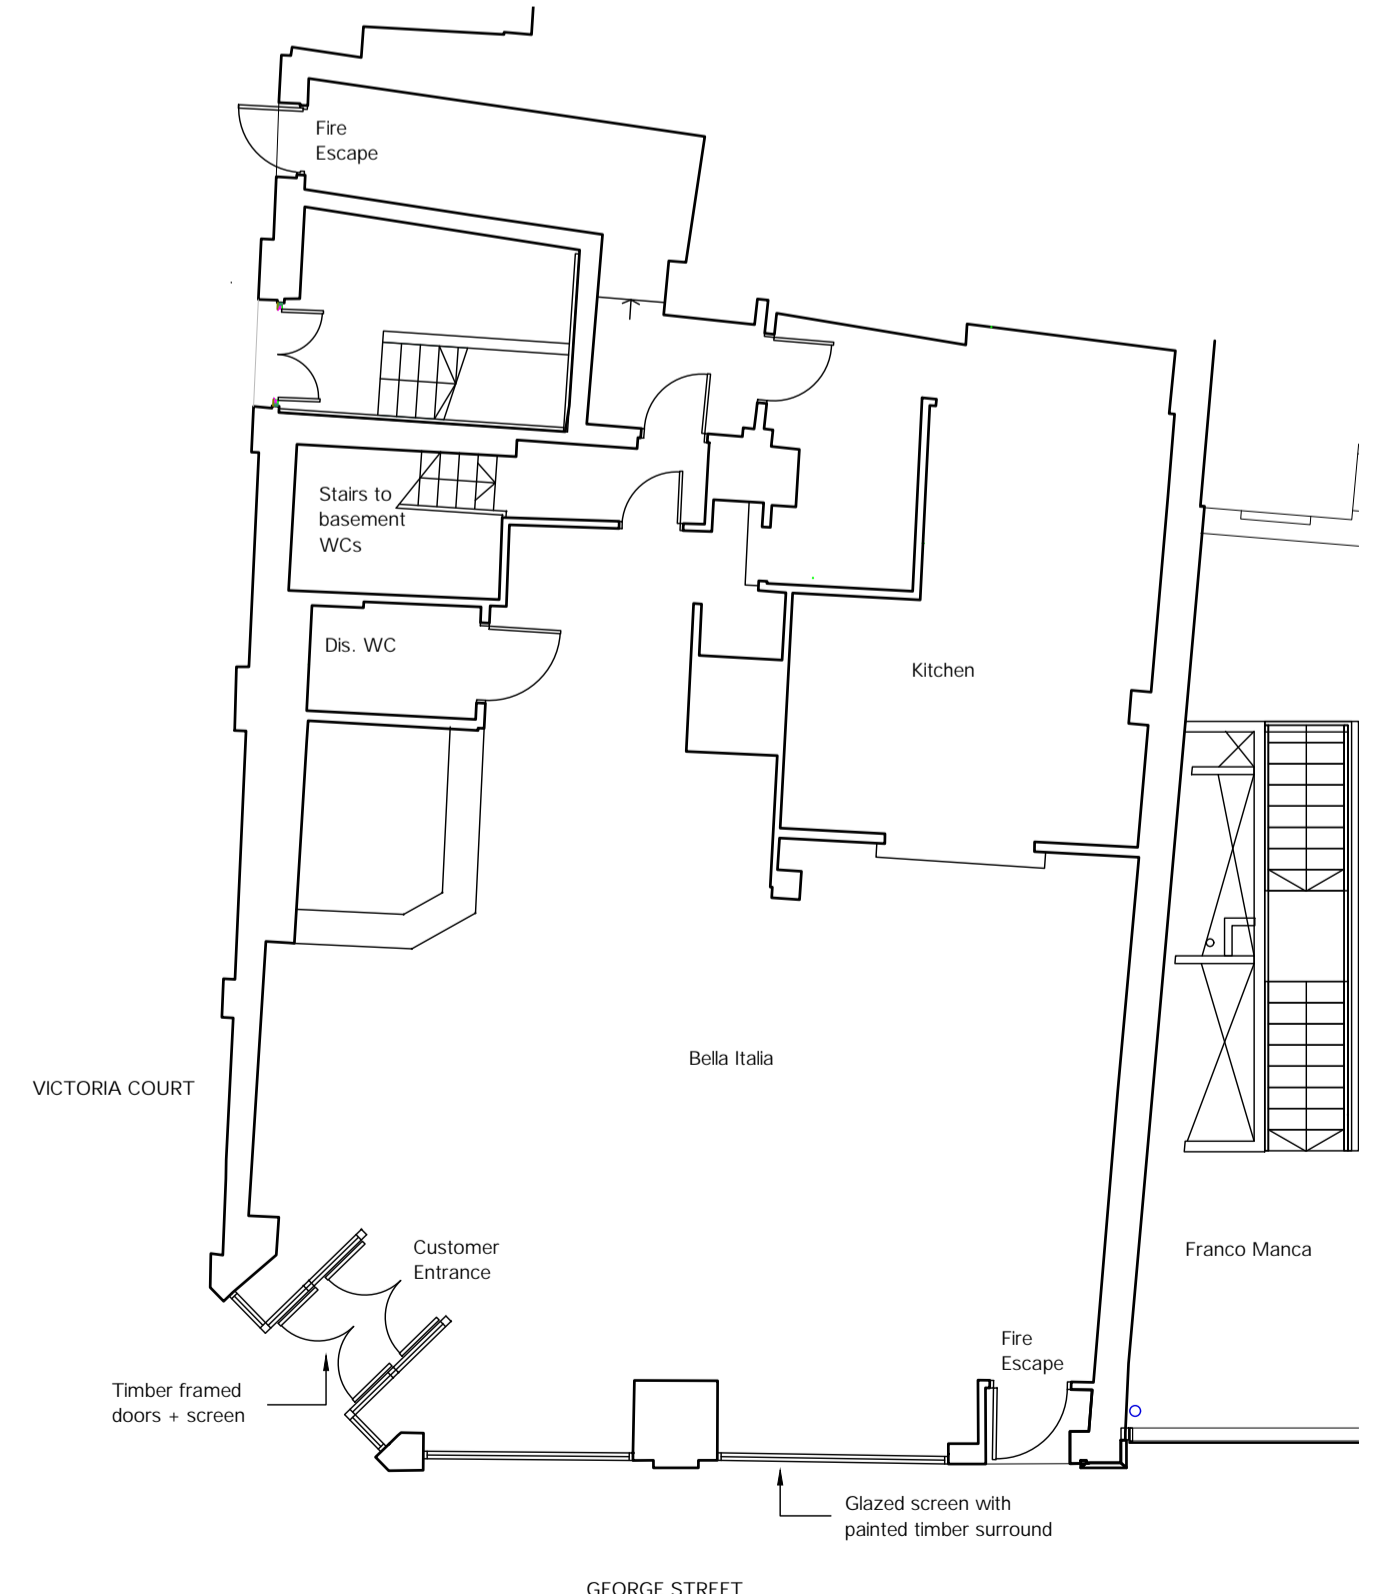 Fire
Escape
Stairs to
basement
WCs
Dis. WC
Kitchen
Bella Italia
VICTORIA COURT
Customer
Entrance
Franco Manca
Fire
Escape
Timber framed
doors + screen
Glazed screen with
painted timber surround
GEORGE STREET